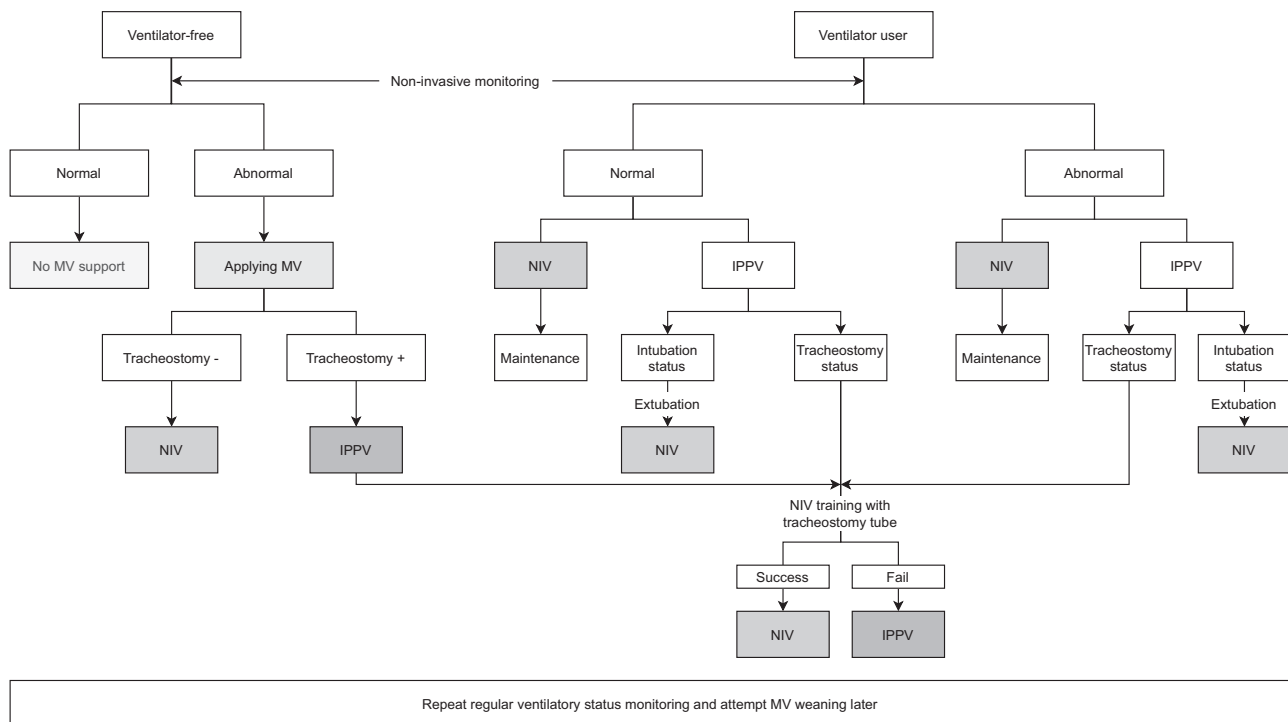 Ventilator-free
Ventilator user
Non-invasive monitoring
Normal
Abnormal
Normal
Abnormal
No MV support
Applying MV
NIV
IPPV
NIV
IPPV
Tracheostomy -
Tracheostomy +
Maintenance
Intubation
status
Tracheostomy
status
Maintenance
Tracheostomy
status
Intubation
status
Extubation
Extubation
NIV
IPPV
NIV
NIV
NIV training with
tracheostomy tube
Success
Fail
NIV
IPPV
Repeat regular ventilatory status monitoring and attempt MV weaning later